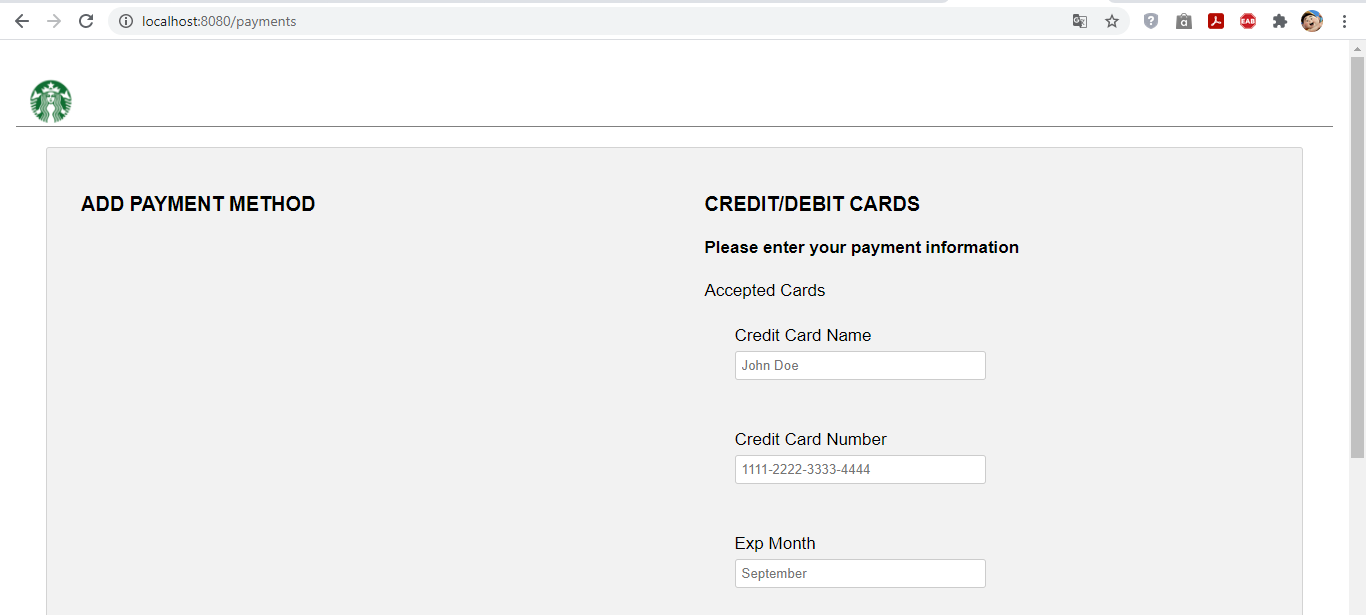 localhost:8080/payments
ADD PAYMENT METHOD
CREDIT/DEBIT CARDS
Please enter your payment information
Accepted Cards
Credit Card Name
John Doe
Credit Card Number
1111-2222-3333-4444
Exp Month
September